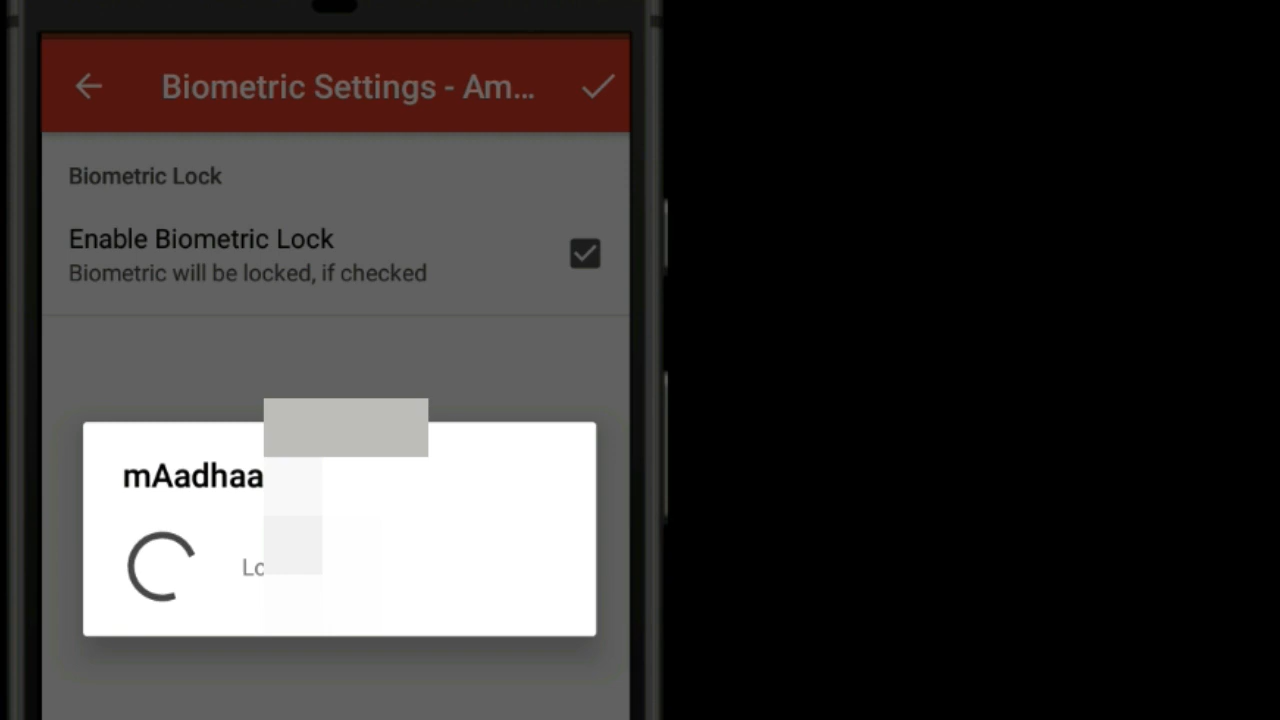 Biometric Settings - Am...
Biometric Lock
Enable Biometric Lock
Biometric will be locked, if checked
mAadhaa